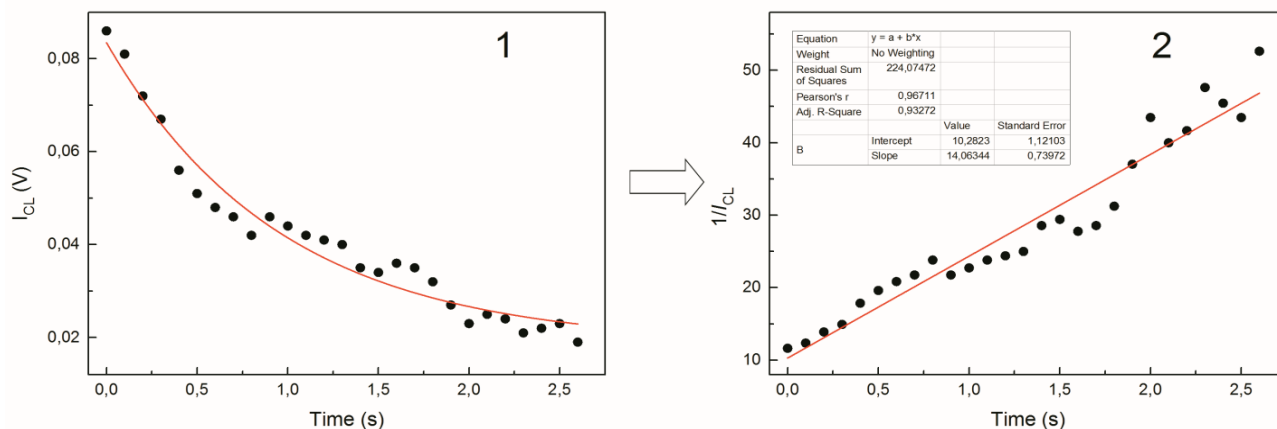 1
I_CL (V)
0,08
0,06
0,04
0,02
0,0 0,5 1,0 1,5 2,0 2,5
Time (s)
2
1/I_CL
50
40
30
20
10
0,0 0,5 1,0 1,5 2,0 2,5
Time (s)
Equation y = a + b*x
Weight No Weighting
Residual Sum
of Squares 224,07472
Pearson's r 0,96711
Adj. R-Square 0,93272
Value Standard Error
B Intercept 10,2823 1,12103
Slope 14,06344 0,73972